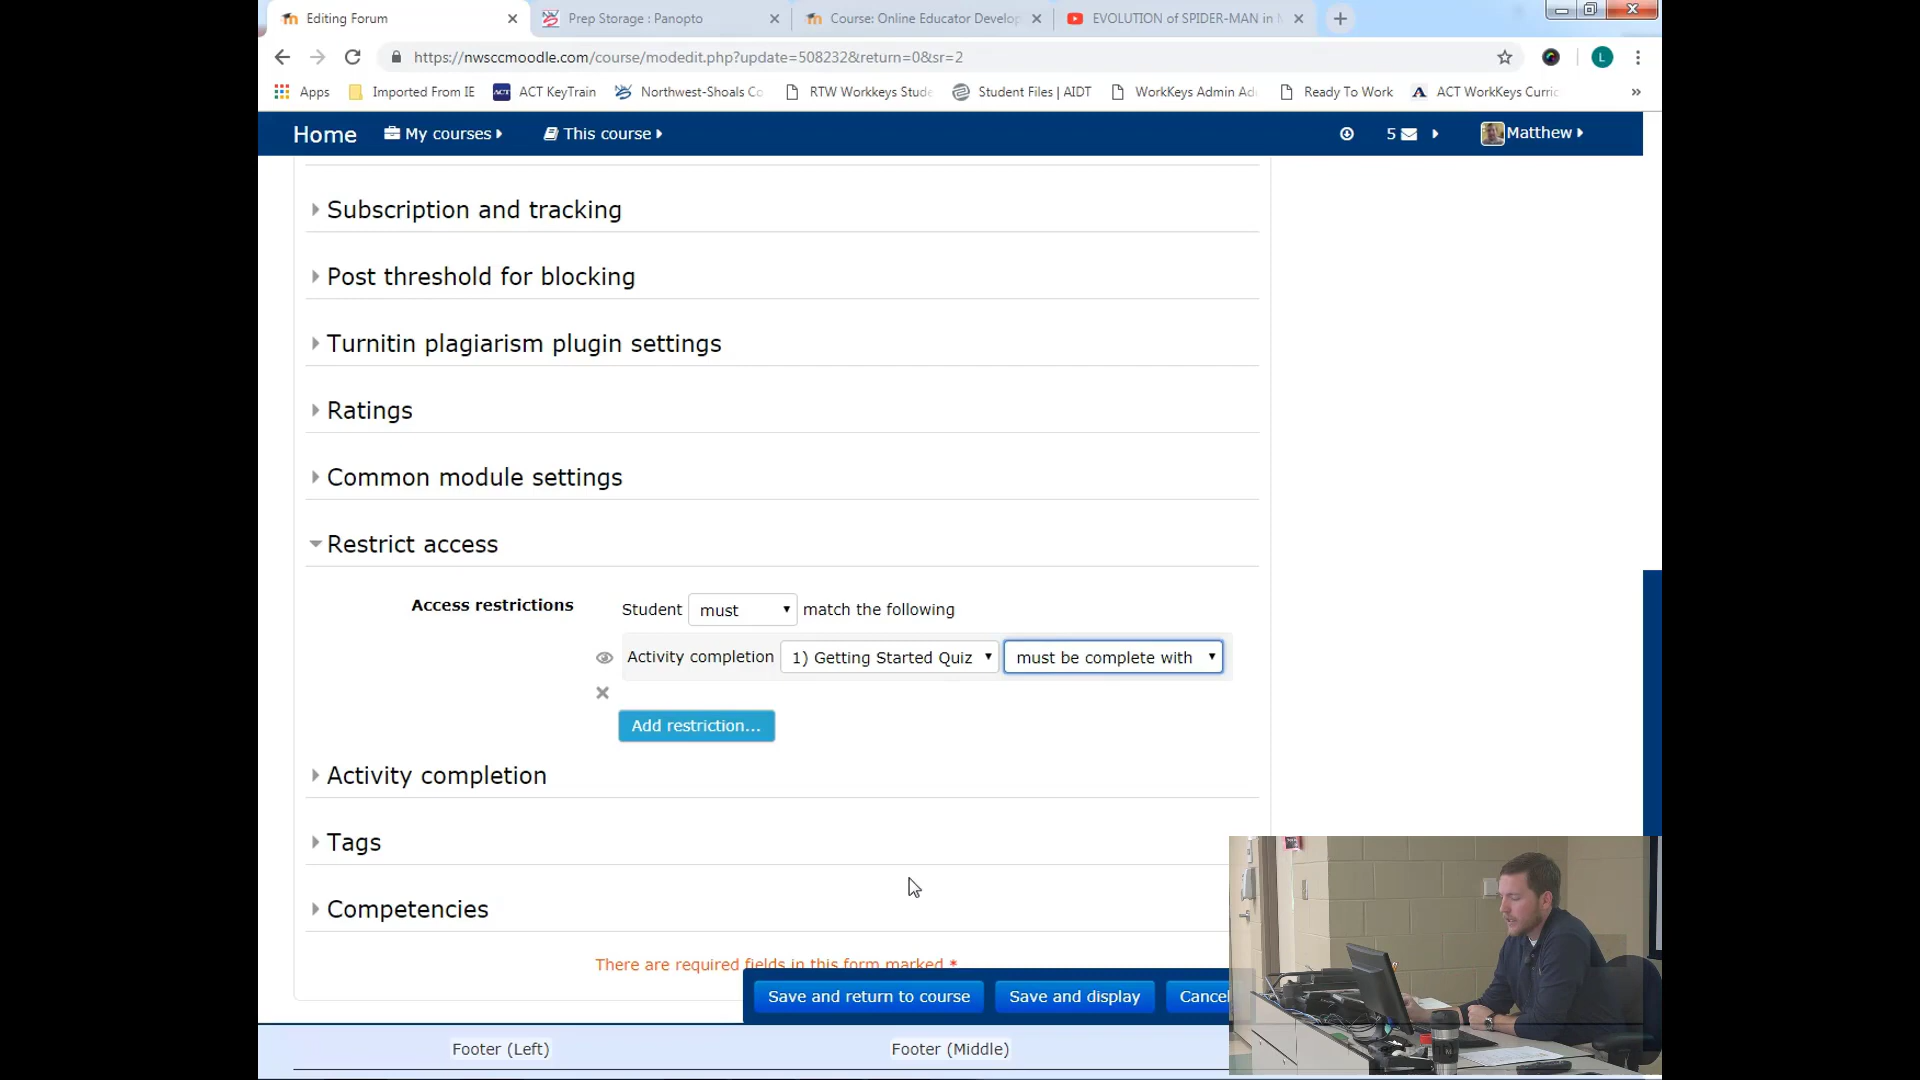 Editing Forum
Prep Storage : Panopto
Course: Online Educator Develop
EVOLUTION of SPIDER-MAN in
https://nwsccmoodle.com/course/modedit.php?update=508232&return=0&sr=2
L
Apps
Imported From IE
ACT KeyTrain
Northwest-Shoals Co
RTW Workkeys Stude
Student Files | AIDT
WorkKeys Admin Ad
Ready To Work
ACT WorkKeys Curric
»
Home
My courses
This course
5
Matthew
Subscription and tracking
Post threshold for blocking
Turnitin plagiarism plugin settings
Ratings
Common module settings
Restrict access
Access restrictions
Student must match the following
Activity completion 1) Getting Started Quiz must be complete with
Add restriction...
Activity completion
Tags
Competencies
There are required fields in this form marked *
Save and return to course
Save and display
Cancel
Footer (Left)
Footer (Middle)